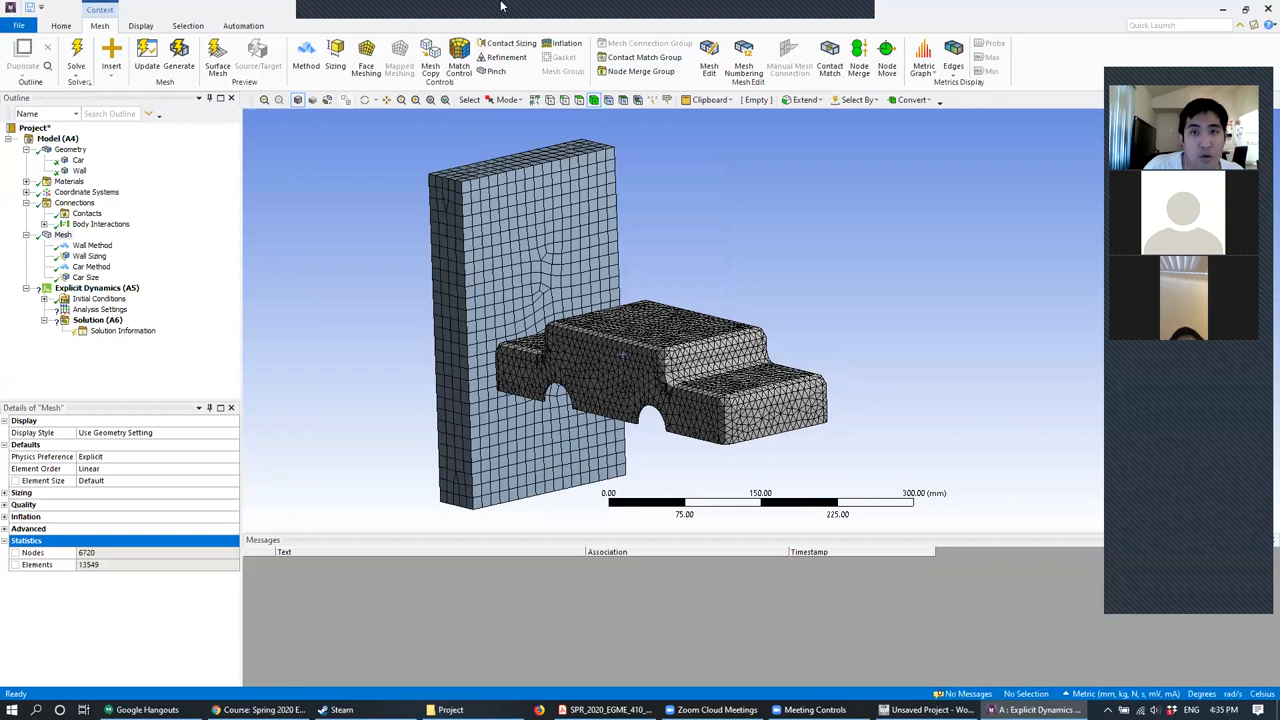 Context
File
Home
Mesh
Display
Selection
Automation
Quick Launch
Duplicate
Outline
Solve
Solver
Insert
Update
Generate
Mesh
Surface Mesh
Source/Target
Preview
Method
Sizing
Face Meshing
Mapped Meshing
Mesh Copy
Match Control
Contact Sizing
Refinement
Pinch
Inflation
Gasket
Mesh Group
Controls
Mesh Connection Group
Contact Match Group
Node Merge Group
Mesh Edit
Mesh Numbering
Manual Mesh Connection
Contact Match
Node Merge
Node Move
Mesh Edit
Metric Graph
Edges
Probe
Max
Min
Metrics Display
Outline
Name
Search Outline
Select
Mode
Clipboard
[ Empty ]
Extend
Select By
Convert
Project*
Model (A4)
Geometry
Car
Wall
Materials
Coordinate Systems
Connections
Contacts
Body Interactions
Mesh
Wall Method
Wall Sizing
Car Method
Car Size
Explicit Dynamics (A5)
Initial Conditions
Analysis Settings
Solution (A6)
Solution Information
Details of "Mesh"
Display
Display Style Use Geometry Setting
Defaults
Physics Preference Explicit
Element Order Linear
Element Size Default
Sizing
Quality
Inflation
Advanced
Statistics
Nodes 6720
Elements 13549
0.00 150.00 300.00 (mm)
75.00 225.00
Messages
Text Association Timestamp
Ready
No Messages
No Selection
Metric (mm, kg, N, s, mV, mA)
Degrees
rad/s
Celsius
Google Hangouts
Course: Spring 2020 E...
Steam
Project
SPR_2020_EGME_410_...
Zoom Cloud Meetings
Meeting Controls
Unsaved Project - Wo...
A : Explicit Dynamics ...
ENG
4:35 PM